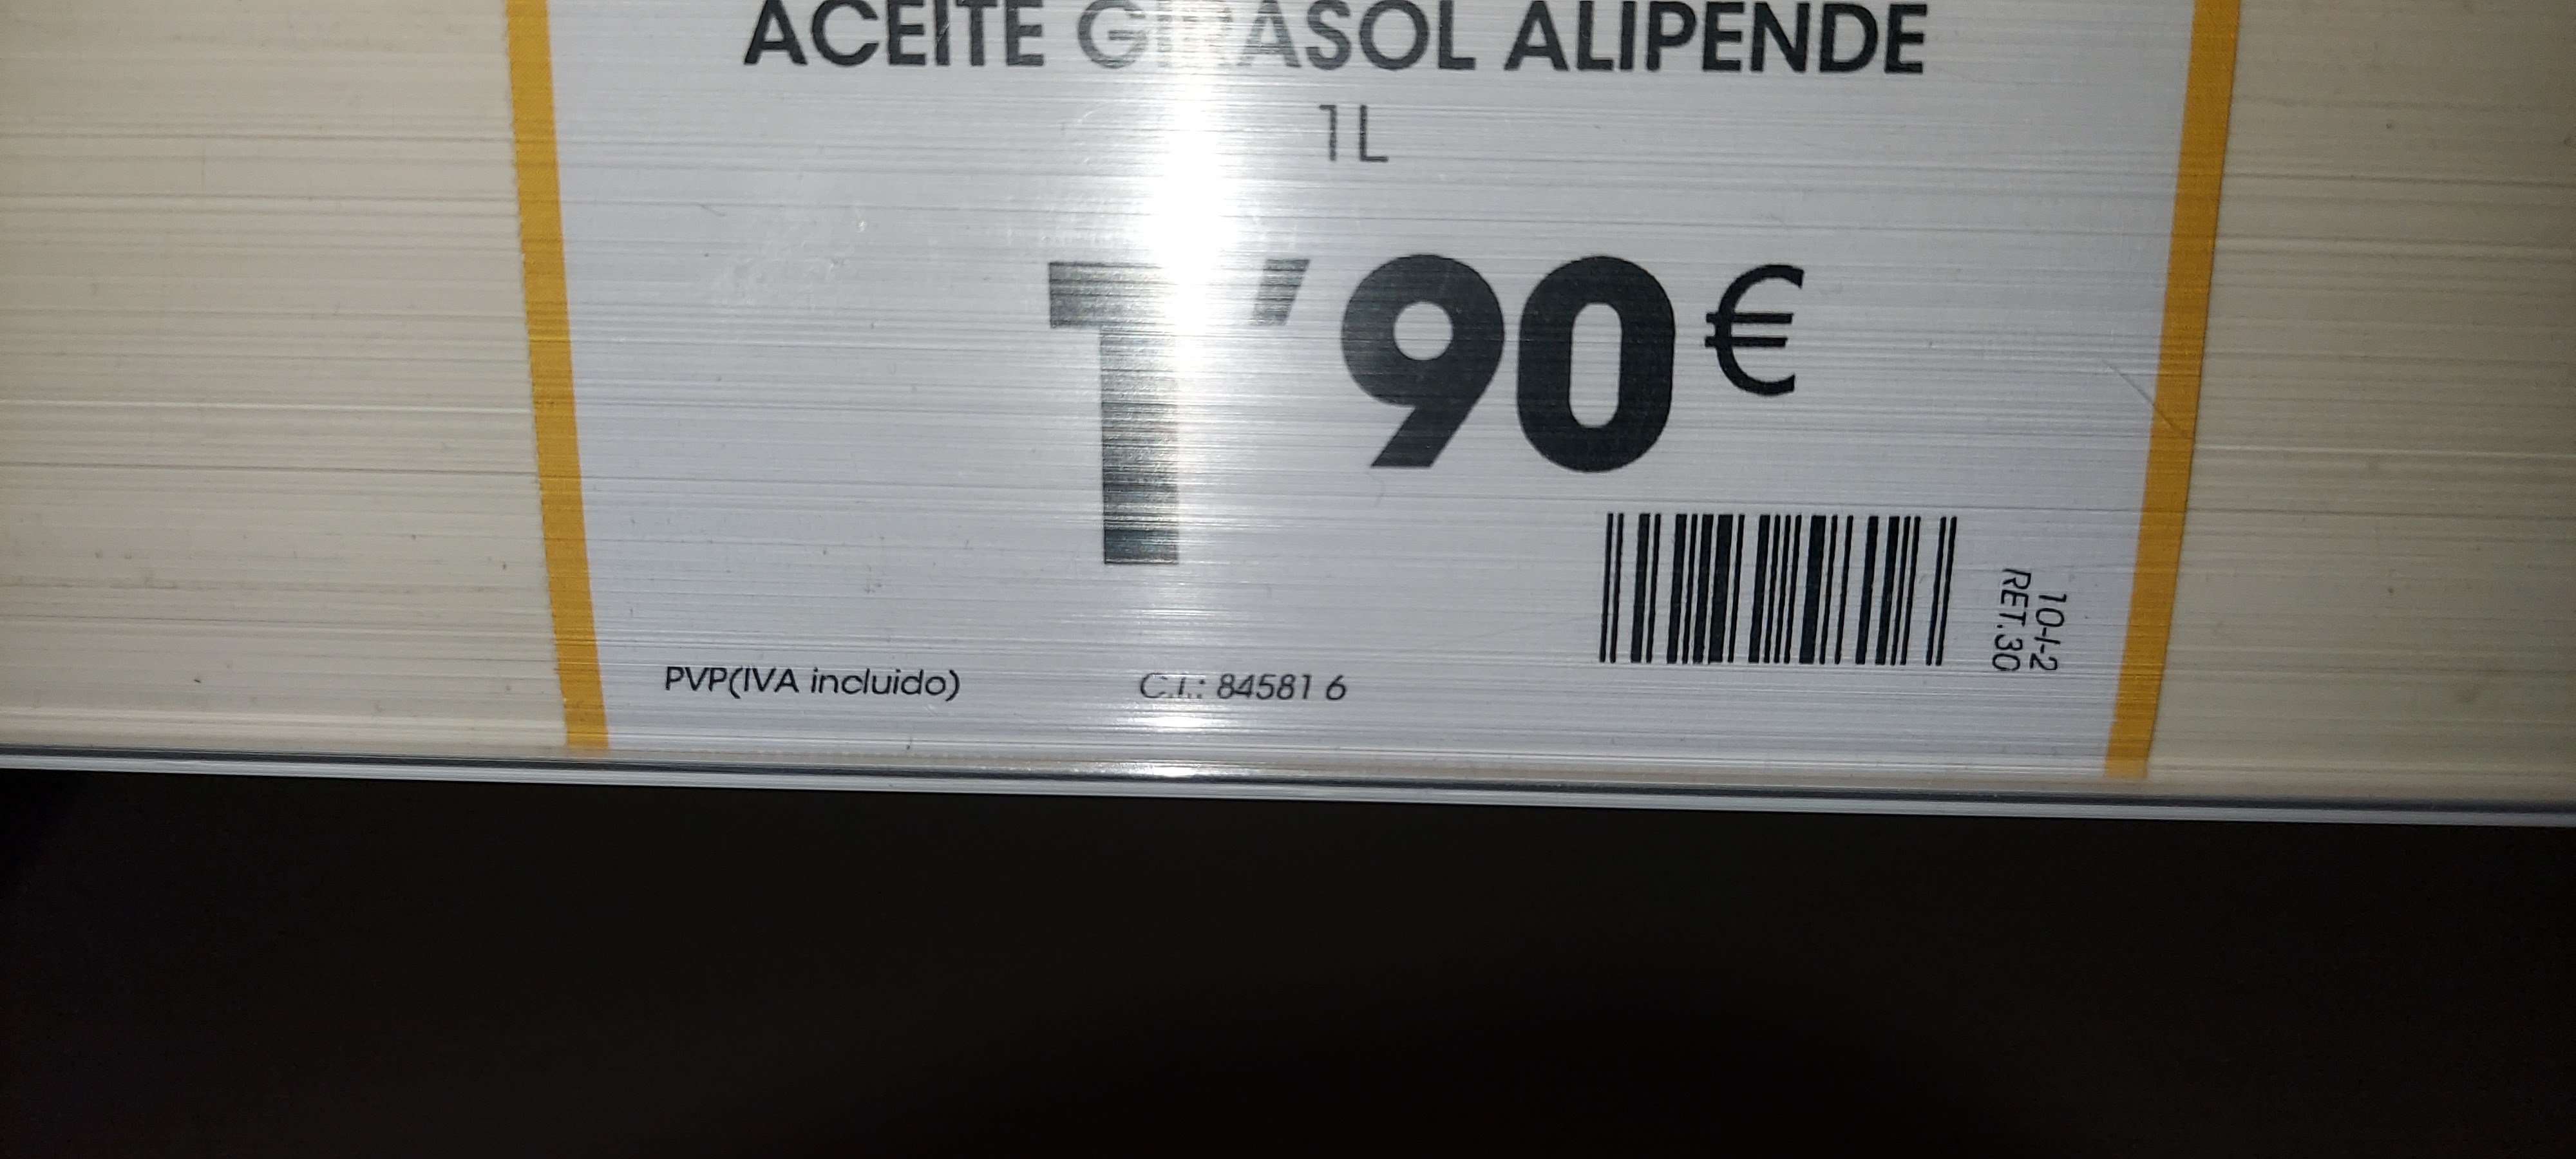 ACEITE GIRASOL ALIPENDE
1L
1'90€
PVP(IVA incluido)
C.I.: 84581 6
10-I-2
RET.30